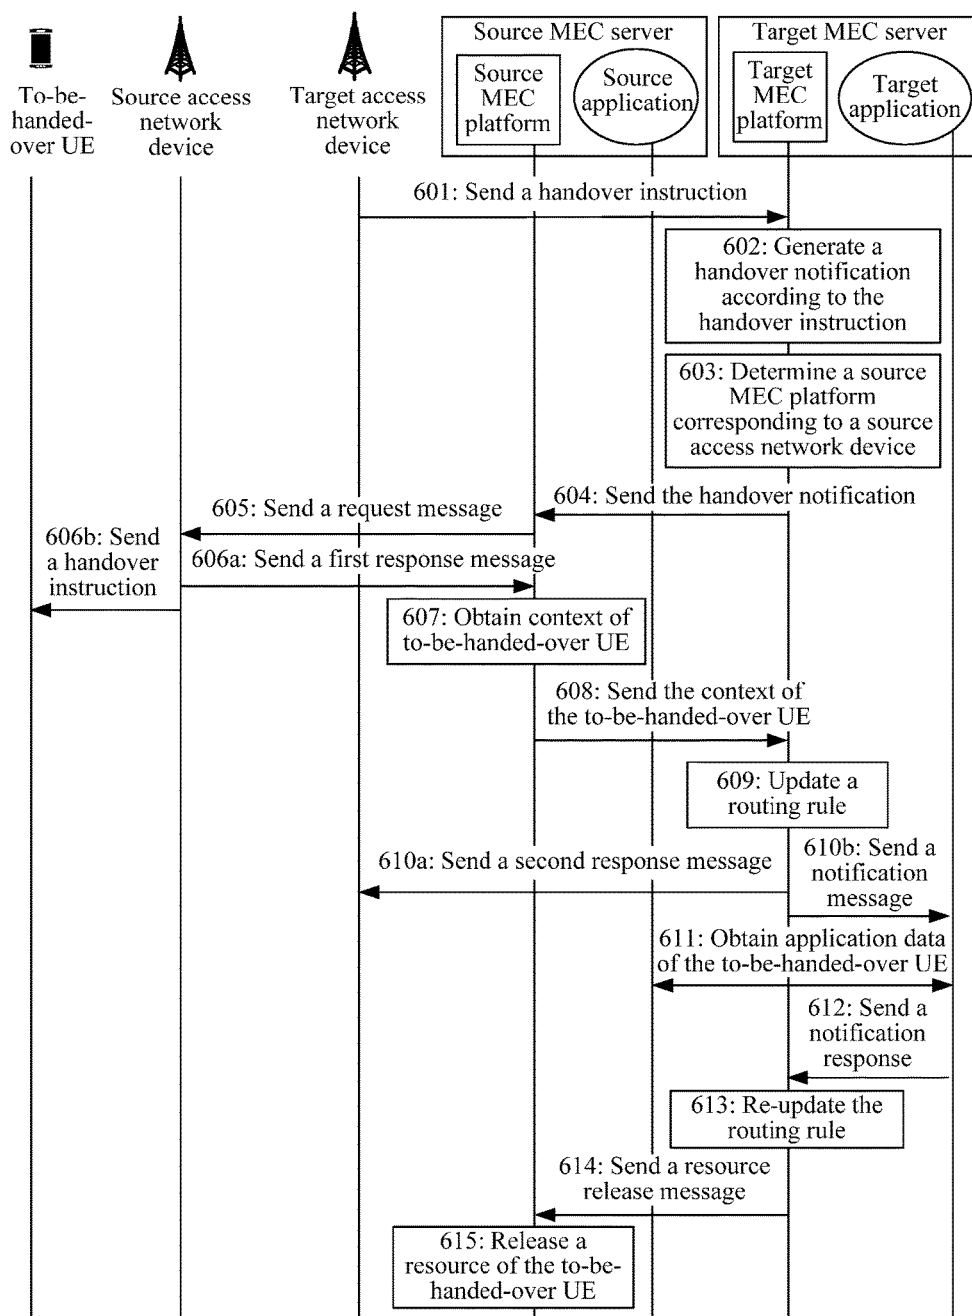 Source MEC server
Target MEC server
To-be-
handed-
over UE
Source access
network
device
Target access
network
device
Source
MEC
platform
Source
application
Target
MEC
platform
Target
application
601: Send a handover instruction
602: Generate a
handover notification
according to the
handover instruction
603: Determine a source
MEC platform
corresponding to a source
access network device
604: Send the handover notification
605: Send a request message
606b: Send
a handover
instruction
606a: Send a first response message
607: Obtain context of
to-be-handed-over UE
608: Send the context of
the to-be-handed-over UE
609: Update a
routing rule
610a: Send a second response message
610b: Send a
notification
message
611: Obtain application data
of the to-be-handed-over UE
612: Send a
notification
response
613: Re-update the
routing rule
614: Send a resource
release message
615: Release a
resource of the to-be-
handed-over UE